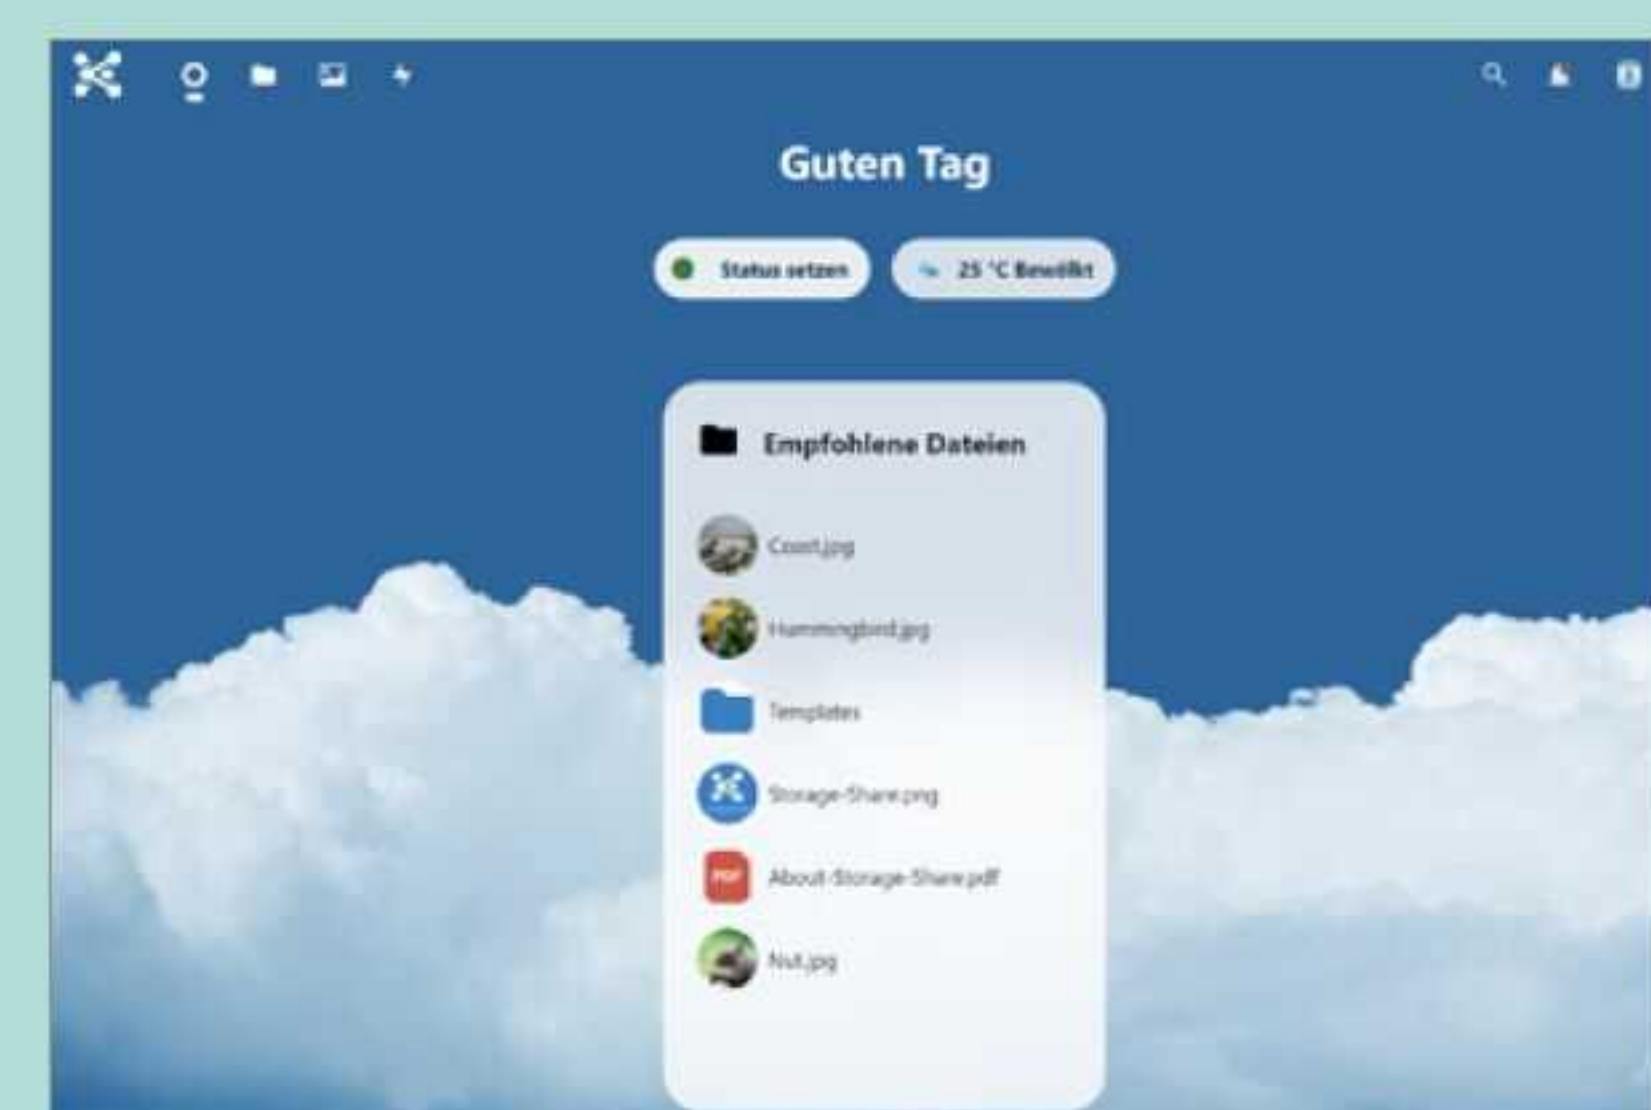 Guten Tag
Status setzen
25 °C Bewölkt
Empfohlene Dateien
Coast.jpg
Hummingbird.jpg
Templates
Storage-Share.png
PDF
About-Storage-Share.pdf
Nut.jpg